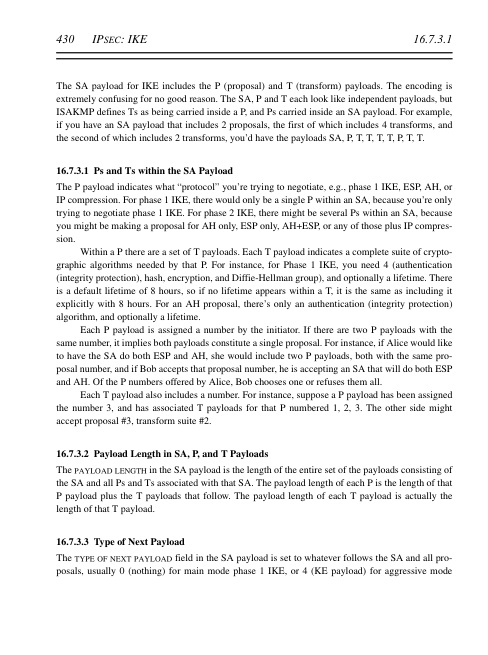 430 IPSEC: IKE 16.7.3.1
The SA payload for IKE includes the P (proposal) and T (transform) payloads. The encoding is
extremely confusing for no good reason. The SA, P and T each look like independent payloads, but
ISAKMP defines Ts as being carried inside a P, and Ps carried inside an SA payload. For example,
if you have an SA payload that includes 2 proposals, the first of which includes 4 transforms, and
the second of which includes 2 transforms, you'd have the payloads SA, P, T, T, T, T, P, T, T.
16.7.3.1 Ps and Ts within the SA Payload
The P payload indicates what “protocol” you're trying to negotiate, e.g., phase 1 IKE, ESP, AH, or
IP compression. For phase 1 IKE, there would only be a single P within an SA, because you're only
trying to negotiate phase 1 IKE. For phase 2 IKE, there might be several Ps within an SA, because
you might be making a proposal for AH only, ESP only, AH+ESP, or any of those plus IP compres-
sion.
Within a P there are a set of T payloads. Each T payload indicates a complete suite of crypto-
graphic algorithms needed by that P. For instance, for Phase 1 IKE, you need 4 (authentication
(integrity protection), hash, encryption, and Diffie-Hellman group), and optionally a lifetime. There
is a default lifetime of 8 hours, so if no lifetime appears within a T, it is the same as including it
explicitly with 8 hours. For an AH proposal, there's only an authentication (integrity protection)
algorithm, and optionally a lifetime.
Each P payload is assigned a number by the initiator. If there are two P payloads with the
same number, it implies both payloads constitute a single proposal. For instance, if Alice would like
to have the SA do both ESP and AH, she would include two P payloads, both with the same pro-
posal number, and if Bob accepts that proposal number, he is accepting an SA that will do both ESP
and AH. Of the P numbers offered by Alice, Bob chooses one or refuses them all.
Each T payload also includes a number. For instance, suppose a P payload has been assigned
the number 3, and has associated T payloads for that P numbered 1, 2, 3. The other side might
accept proposal #3, transform suite #2.
16.7.3.2 Payload Length in SA, P, and T Payloads
The PAYLOAD LENGTH in the SA payload is the length of the entire set of the payloads consisting of
the SA and all Ps and Ts associated with that SA. The payload length of each P is the length of that
P payload plus the T payloads that follow. The payload length of each T payload is actually the
length of that T payload.
16.7.3.3 Type of Next Payload
The TYPE OF NEXT PAYLOAD field in the SA payload is set to whatever follows the SA and all pro-
posals, usually 0 (nothing) for main mode phase 1 IKE, or 4 (KE payload) for aggressive mode